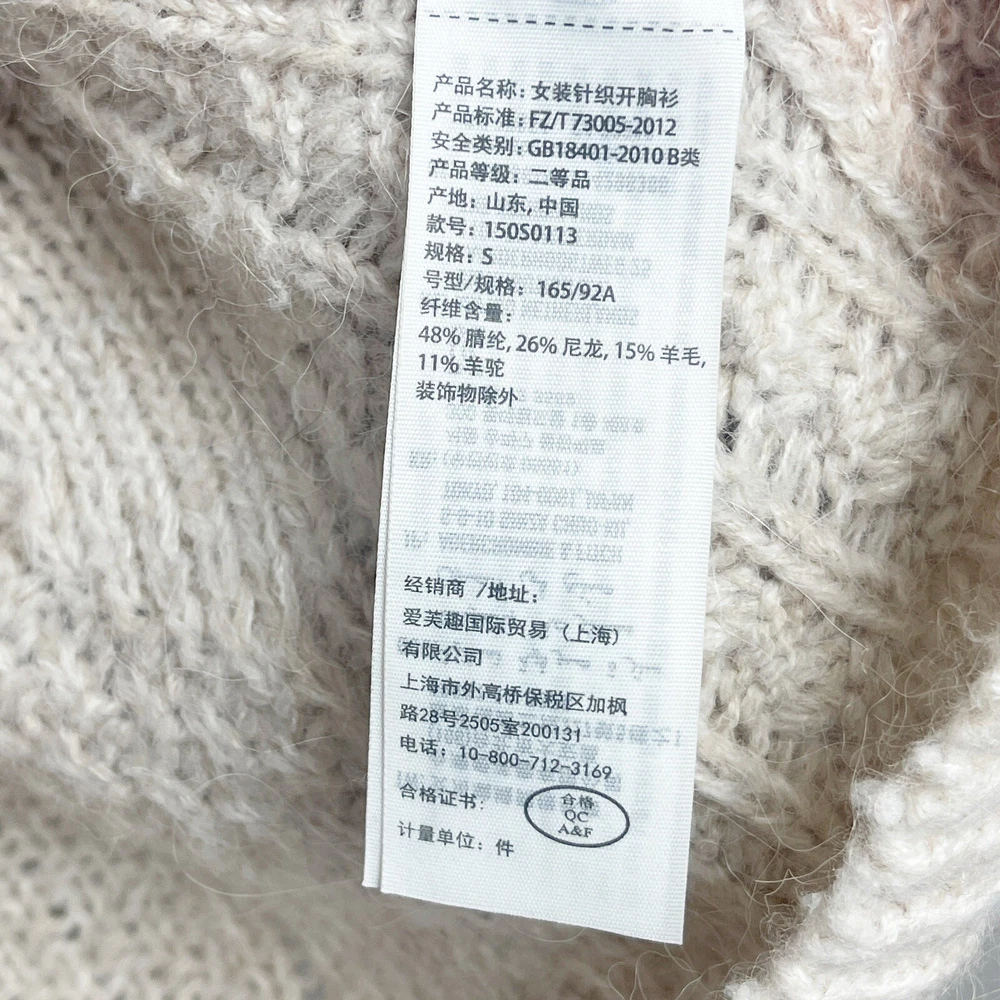 产品名称：女装针织开胸衫
产品标准：FZ/T 73005-2012
安全类别：GB18401-2010 B类
产品等级：二等品
产地：山东, 中国
款号：150S0113
规格：S
号型/规格：165/92A
纤维含量：
48% 腈纶, 26% 尼龙, 15% 羊毛,
11% 羊驼
装饰物除外
经销商 /地址：
爱芙趣国际贸易（上海）
有限公司
上海市外高桥保税区加枫
路28号2505室200131
电话：10-800-712-3169
合格证书：
合格
QC
A&F
计量单位：件